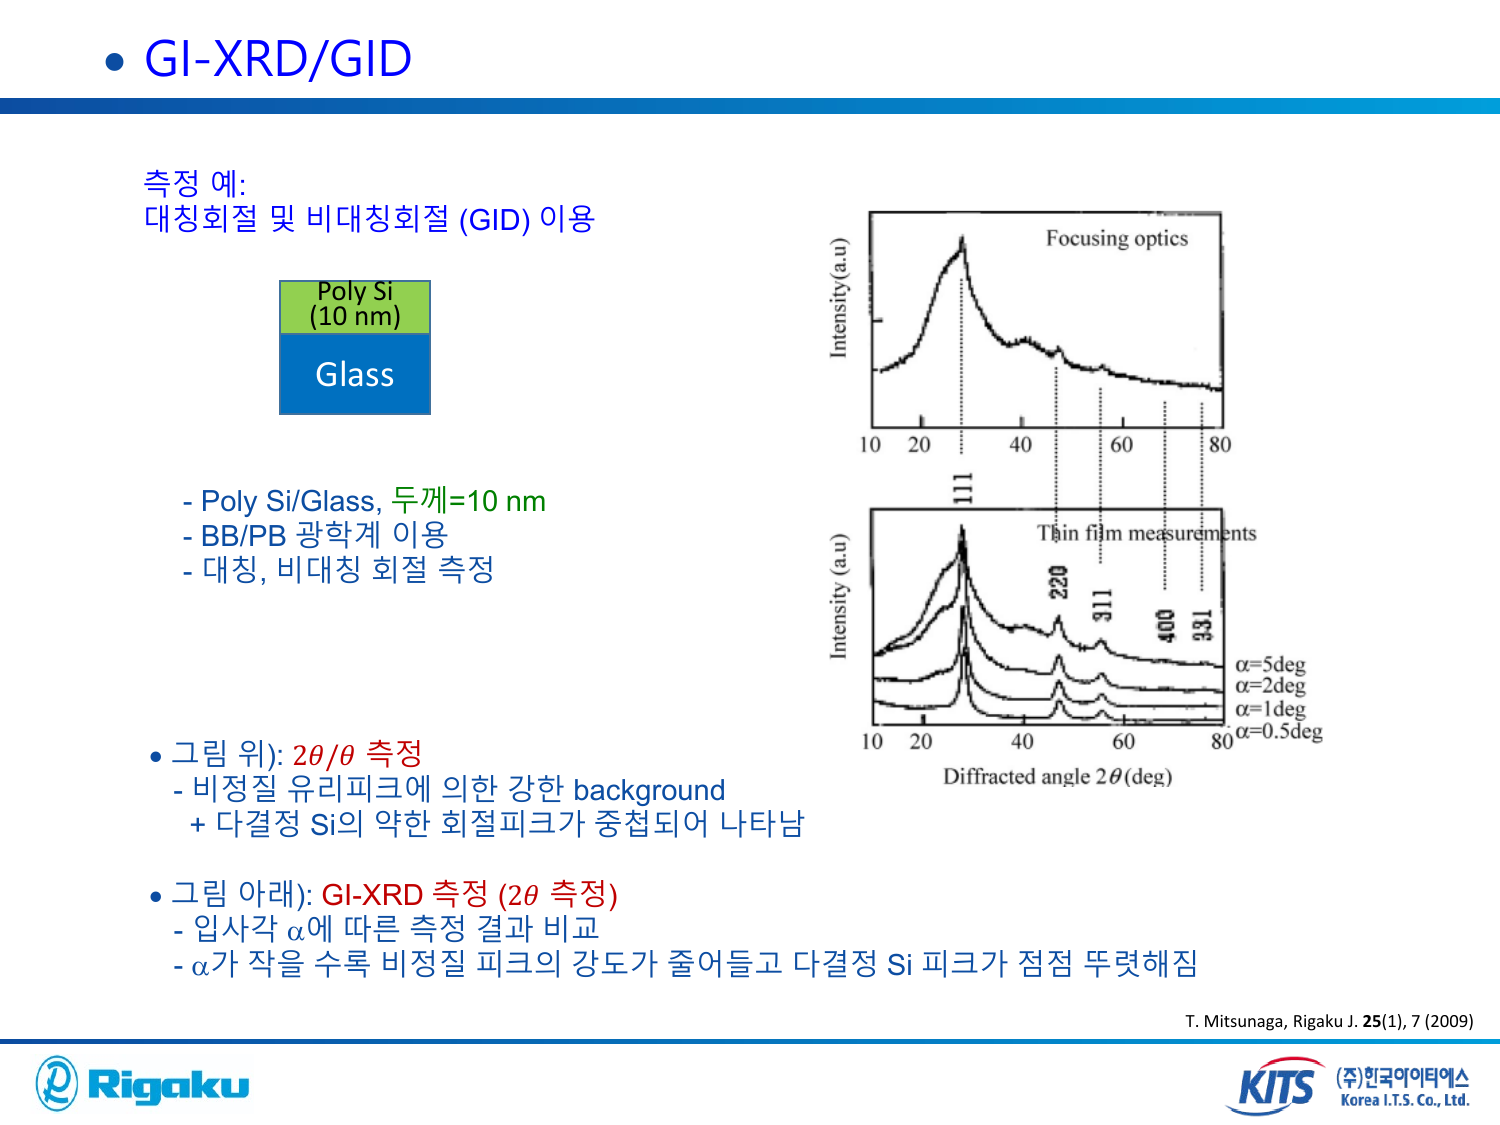 • GI-XRD/GID
측정 예:
대칭회절 및 비대칭회절 (GID) 이용
Poly Si
(10 nm)
Glass
- Poly Si/Glass, 두께=10 nm
- BB/PB 광학계 이용
- 대칭, 비대칭 회절 측정
Focusing optics
Intensity(a.u)
10 20 40 60 80
111
Thin film measurements
Intensity (a.u)
220
311
400
331
α=5deg
α=2deg
α=1deg
α=0.5deg
10 20 40 60 80
Diffracted angle 2θ(deg)
• 그림 위): 2θ/θ 측정
- 비정질 유리피크에 의한 강한 background
+ 다결정 Si의 약한 회절피크가 중첩되어 나타남
• 그림 아래): GI-XRD 측정 (2θ 측정)
- 입사각 α에 따른 측정 결과 비교
- α가 작을 수록 비정질 피크의 강도가 줄어들고 다결정 Si 피크가 점점 뚜렷해짐
T. Mitsunaga, Rigaku J. 25(1), 7 (2009)
Rigaku
KITS
(주)한국아이티에스
Korea I.T.S. Co., Ltd.